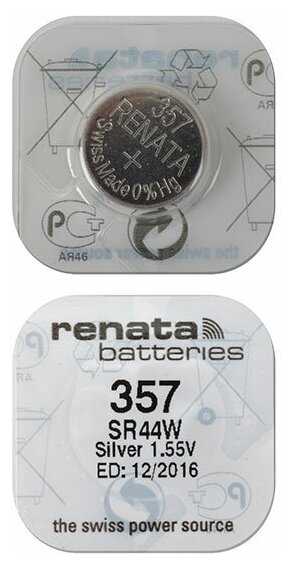 357
RENATA
+
Swiss Made 0% Hg
PC
AR46
renata
batteries
357
SR44W
Silver 1.55V
ED: 12/2016
the swiss power source